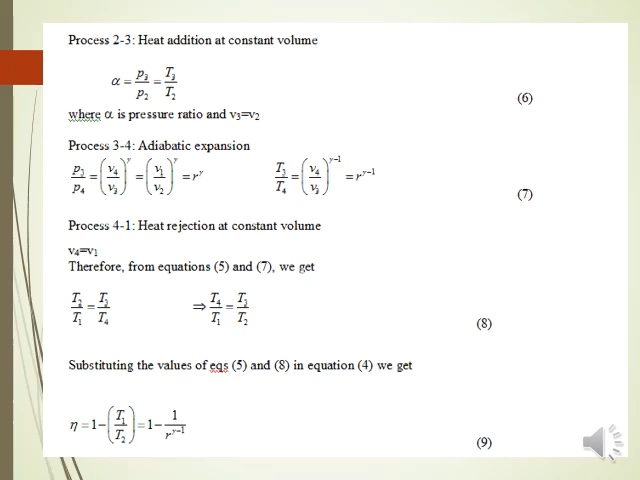 Process 2-3: Heat addition at constant volume
α = p₃/p₂ = T₃/T₂
(6)
where α is pressure ratio and v₃=v₂
Process 3-4: Adiabatic expansion
p₃/p₄ = (v₄/v₃)^γ = (v₁/v₂)^γ = r^γ T₃/T₄ = (v₄/v₃)^(γ−1) = r^(γ−1)
(7)
Process 4-1: Heat rejection at constant volume
v₄=v₁
Therefore, from equations (5) and (7), we get
T₂/T₁ = T₃/T₄ ⇒ T₄/T₁ = T₃/T₂
(8)
Substituting the values of eqs (5) and (8) in equation (4) we get
η = 1−(T₁/T₂) = 1− 1/r^(γ−1)
(9)